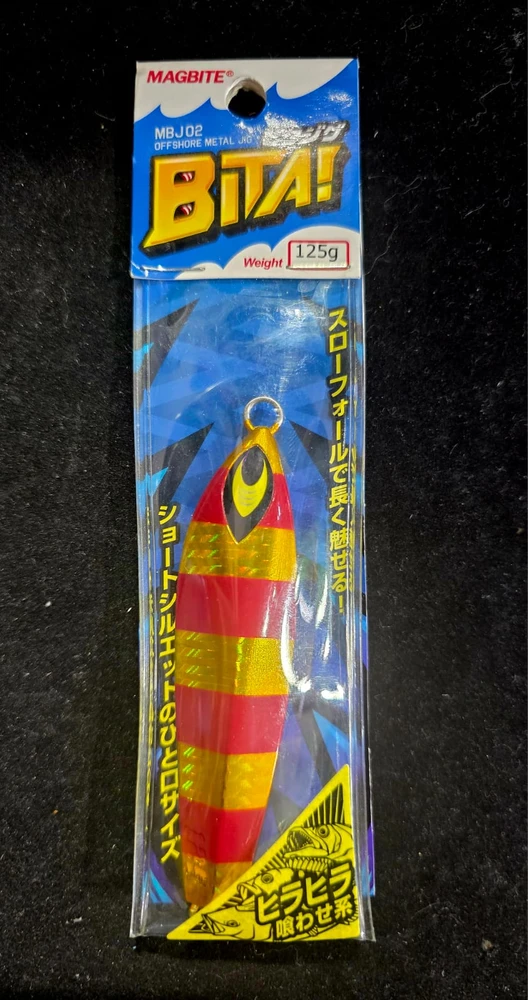 MAGBITE®
MBJ02
OFFSHORE METAL JIG
BiTA!
Weight 125g
スローフォールで長く魅せる!
ショートシルエットのひと口サイズ
ヒラヒラ
喰わせ系